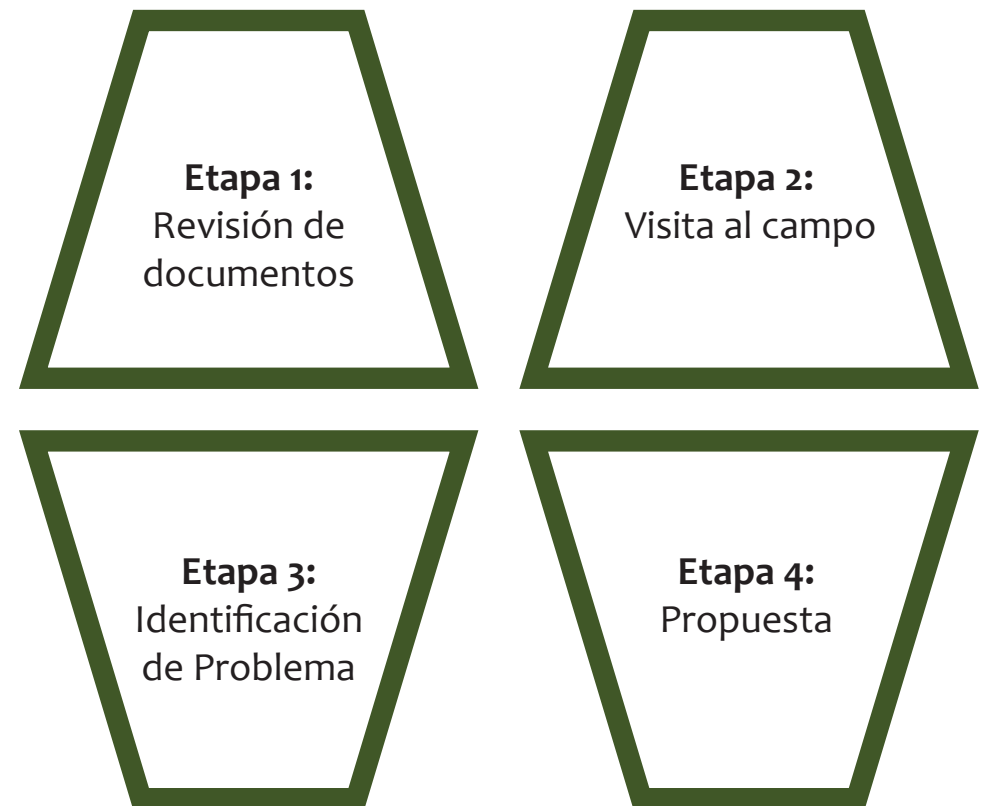 Etapa 1:
Revisión de
documentos
Etapa 2:
Visita al campo
Etapa 3:
Identificación
de Problema
Etapa 4:
Propuesta